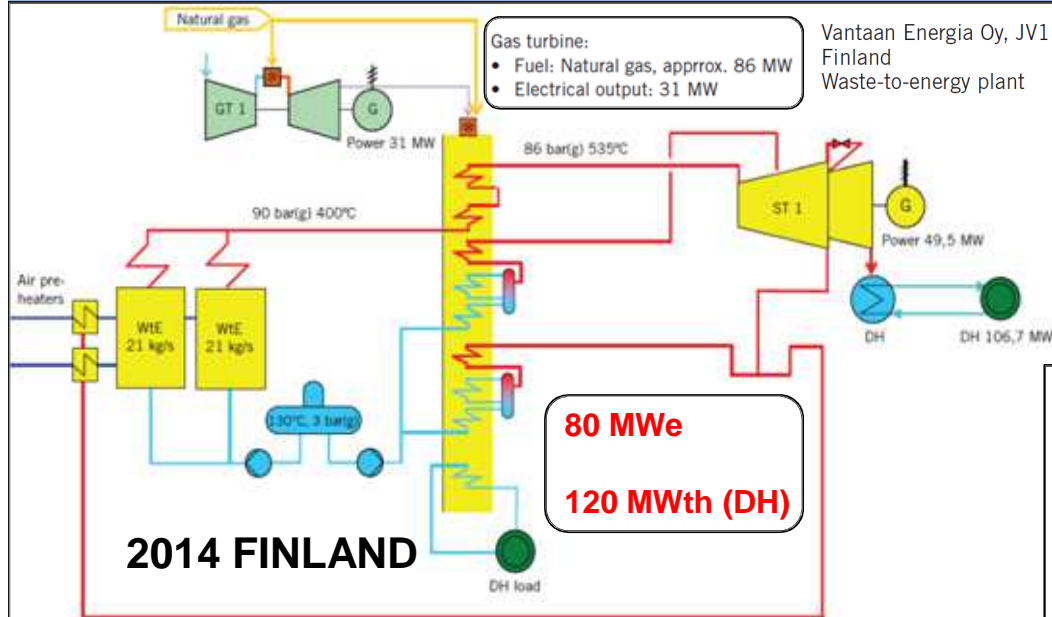 Natural gas
Gas turbine:
• Fuel: Natural gas, apprrox. 86 MW
• Electrical output: 31 MW
Vantaan Energia Oy, JV1
Finland
Waste-to-energy plant
GT 1
G
Power 31 MW
86 bar(g) 535°C
90 bar(g) 400°C
ST 1
G
Power 49,5 MW
Air pre-
heaters
WtE
21 kg/s
WtE
21 kg/s
DH
DH 106,7 MW
130°C, 3 bar(g)
80 MWe
120 MWth (DH)
2014 FINLAND
DH load